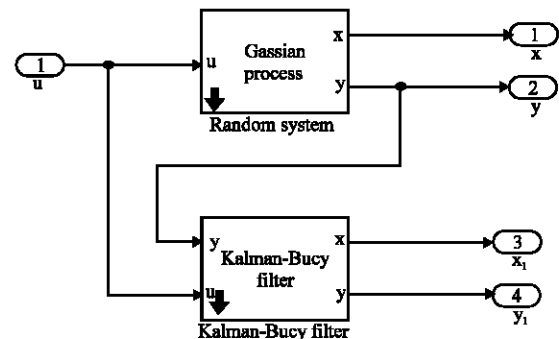 1
u
u
Gassian
process
x
y
Random system
1
x
2
y
y
u
Kalman-Bucy
filter
x
y
Kalman-Bucy filter
3
x₁
4
y₁